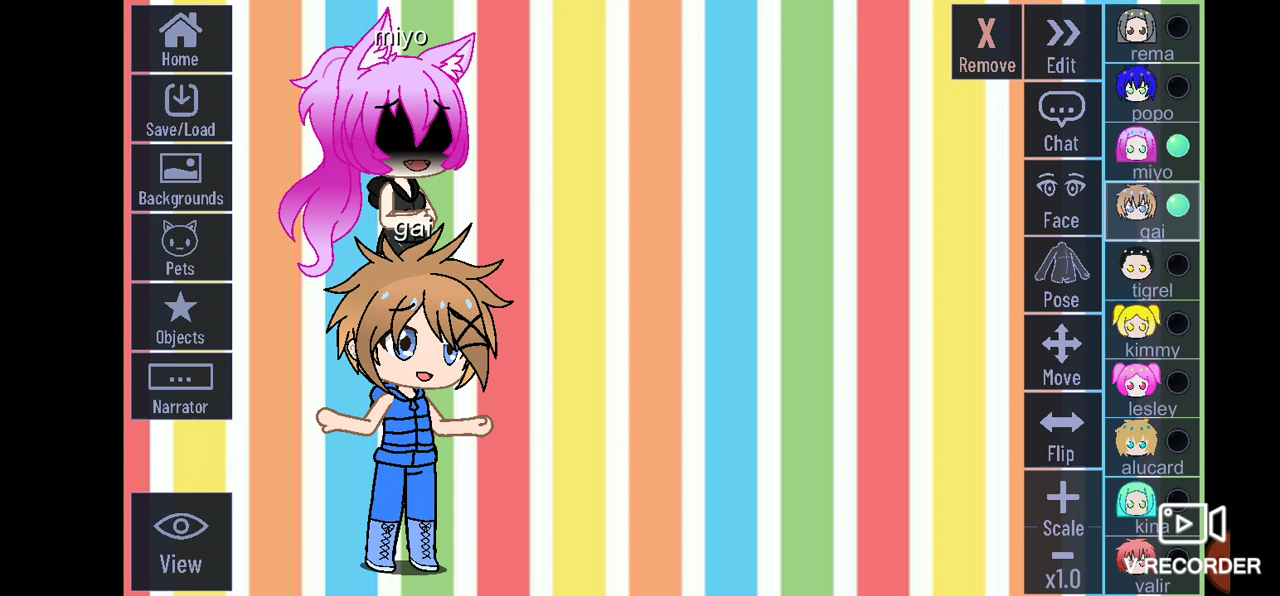 Home
Save/Load
Backgrounds
Pets
Objects
Narrator
View
miyo
gai
X
Remove
Edit
Chat
Face
Pose
Move
Flip
Scale
x1.0
rema
popo
miyo
gai
tigrel
kimmy
lesley
alucard
kina
valir
V RECORDER